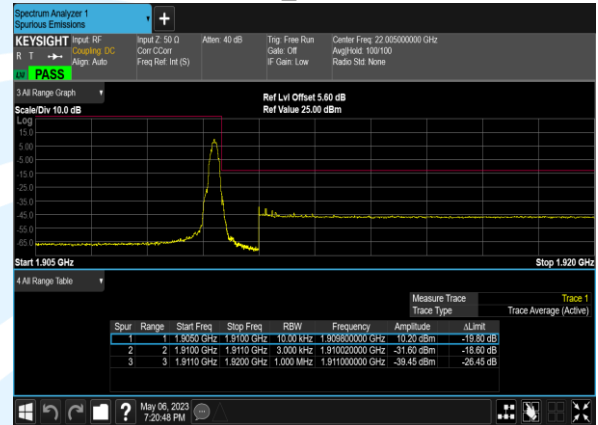 Spectrum Analyzer 1
Spurious Emissions
+
KEYSIGHT Input: RF Input Z: 50 Ω Atten: 40 dB Trig: Free Run Center Freq: 22.005000000 GHz
R T Coupling: DC Corr CCorr Gate: Off Avg|Hold: 100/100
Align: Auto Freq Ref: Int (S) IF Gain: Low Radio Std: None
PASS
3 All Range Graph
Ref Lvl Offset 5.60 dB
Scale/Div 10.0 dB Ref Value 25.00 dBm
Log
15.0
5.00
-5.00
-15.0
-25.0
-35.0
-45.0
-55.0
-65.0
Start 1.905 GHz Stop 1.920 GHz
4 All Range Table
Measure Trace Trace 1
Trace Type Trace Average (Active)
Spur Range Start Freq Stop Freq RBW Frequency Amplitude ΔLimit
1 1 1.9050 GHz 1.9100 GHz 10.00 kHz 1.909800000 GHz 10.20 dBm -19.80 dB
2 2 1.9100 GHz 1.9110 GHz 3.000 kHz 1.910020000 GHz -31.60 dBm -18.60 dB
3 3 1.9110 GHz 1.9200 GHz 1.000 MHz 1.911000000 GHz -39.45 dBm -26.45 dB
? May 06, 2023
7:20:48 PM